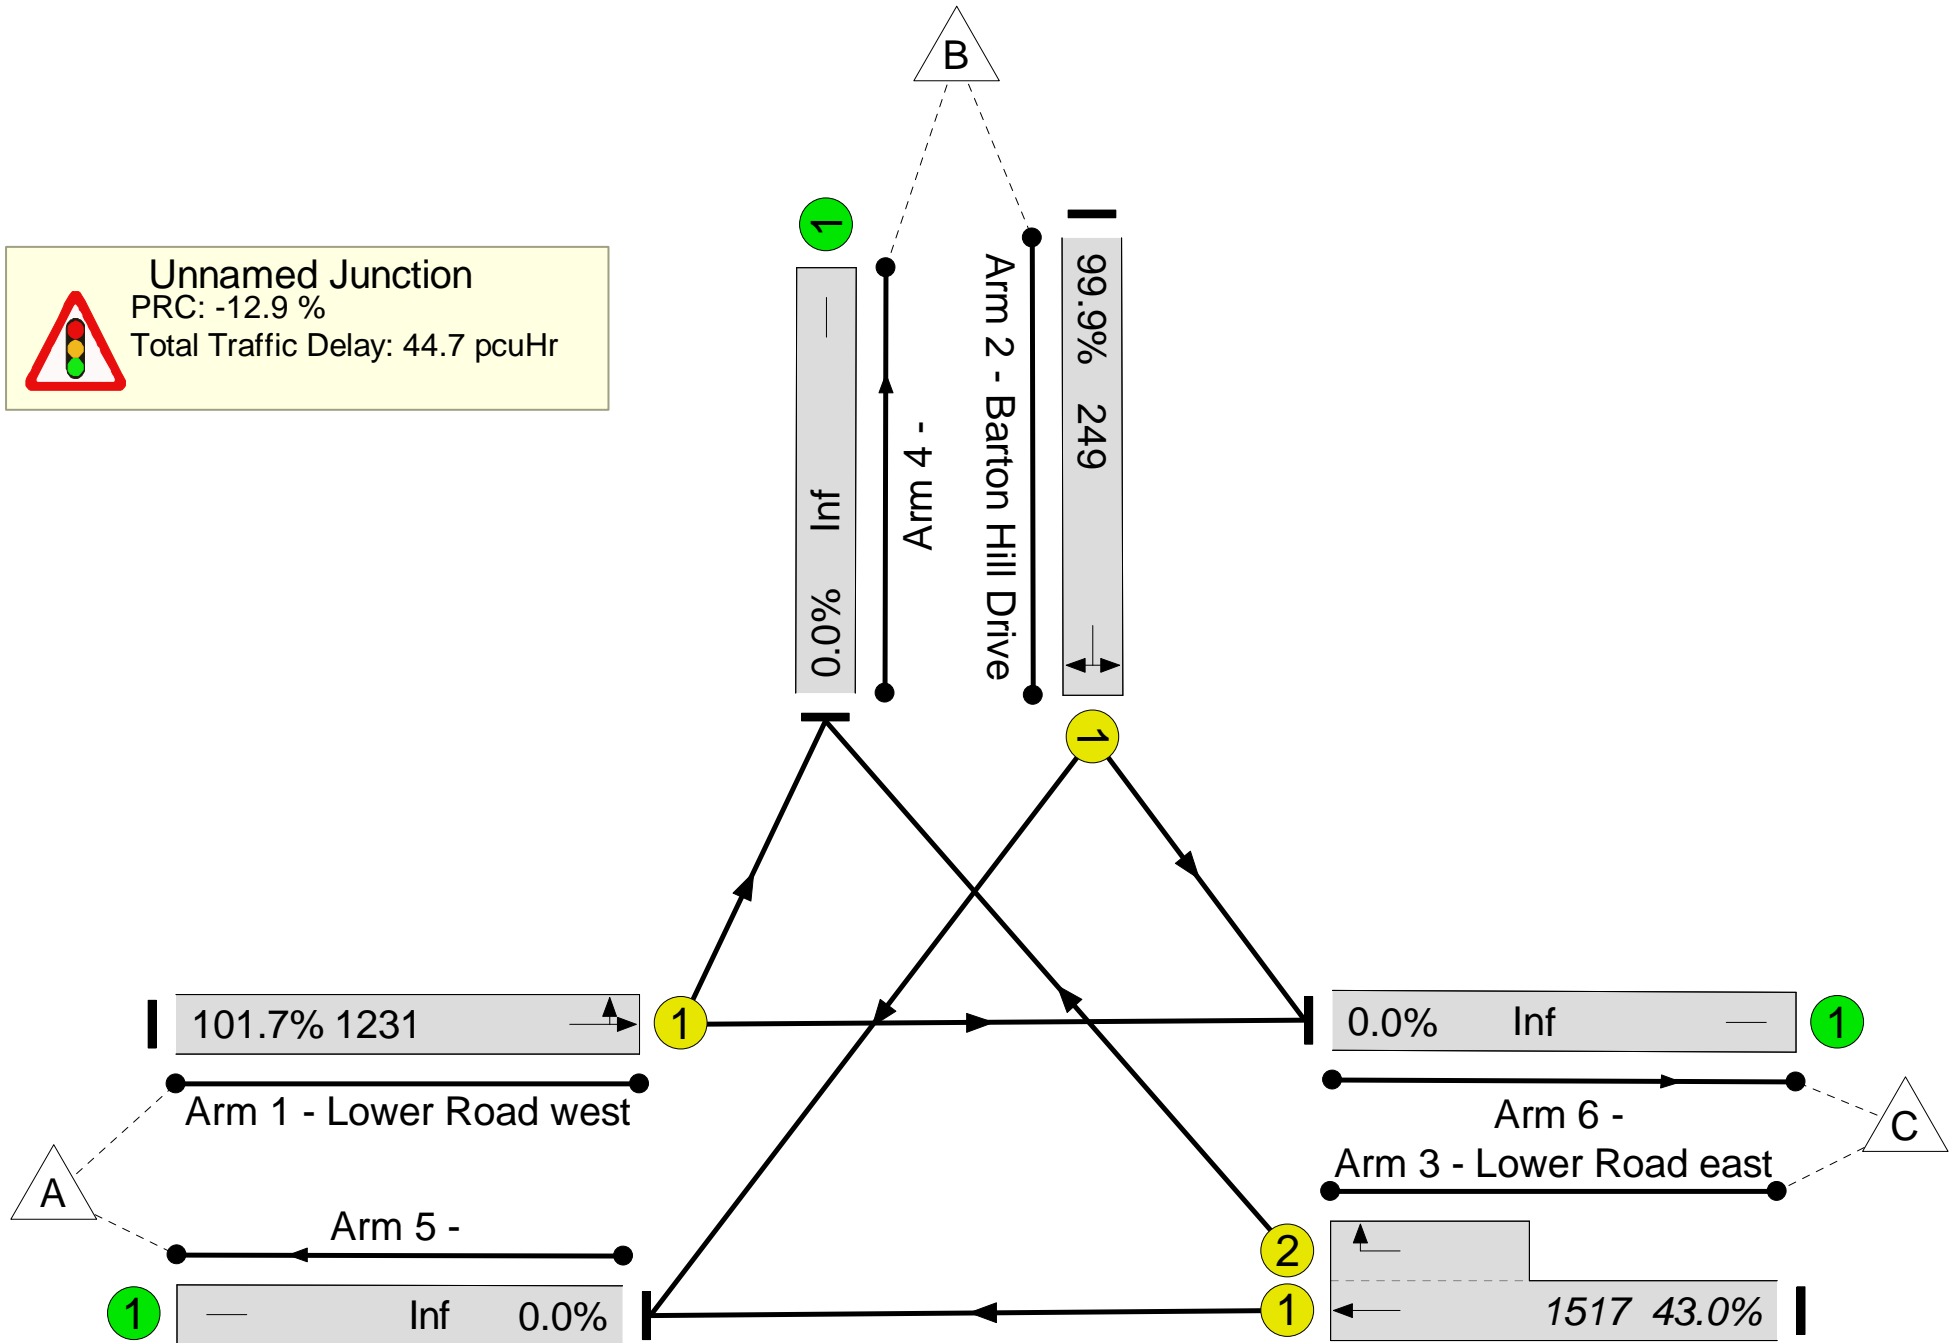 B
Unnamed Junction
PRC: -12.9 %
Total Traffic Delay: 44.7 pcuHr
1
0.0% Inf
Arm 4 -
Arm 2 - Barton Hill Drive
99.9% 249
1
101.7% 1231
1
Arm 1 - Lower Road west
0.0% Inf
1
Arm 6 -
C
Arm 3 - Lower Road east
A
Arm 5 -
1
Inf 0.0%
2
1
1517 43.0%